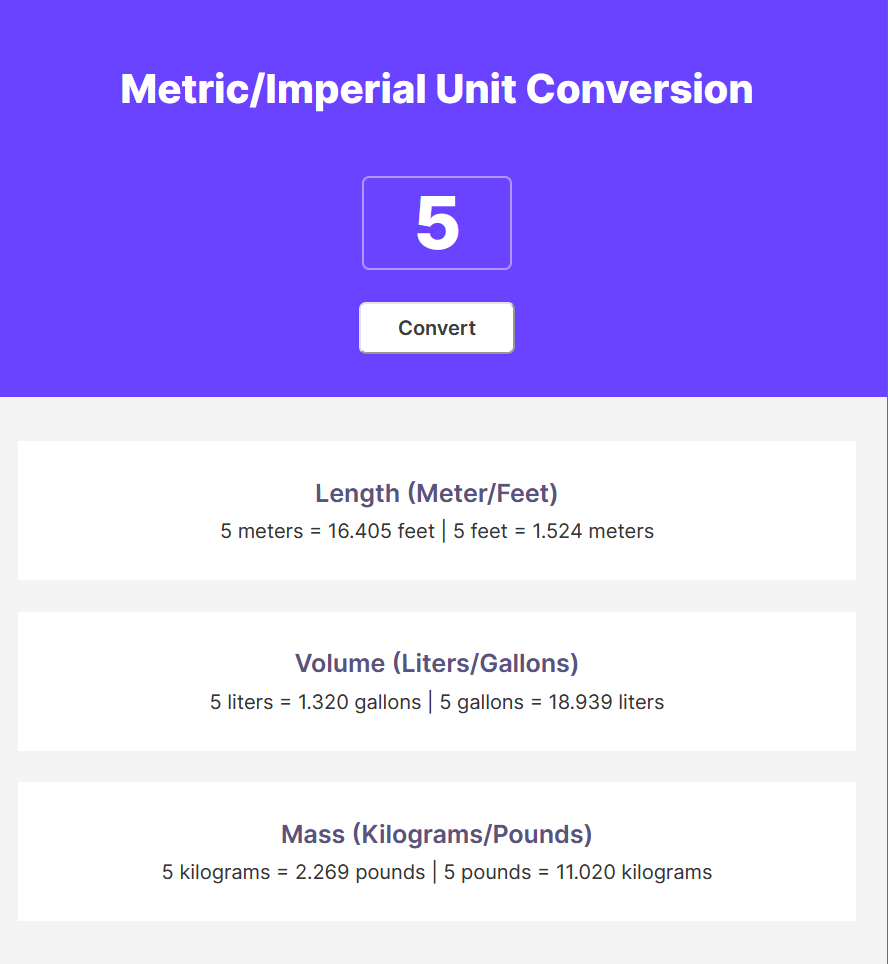 Metric/Imperial Unit Conversion
5
Convert
Length (Meter/Feet)
5 meters = 16.405 feet | 5 feet = 1.524 meters
Volume (Liters/Gallons)
5 liters = 1.320 gallons | 5 gallons = 18.939 liters
Mass (Kilograms/Pounds)
5 kilograms = 2.269 pounds | 5 pounds = 11.020 kilograms